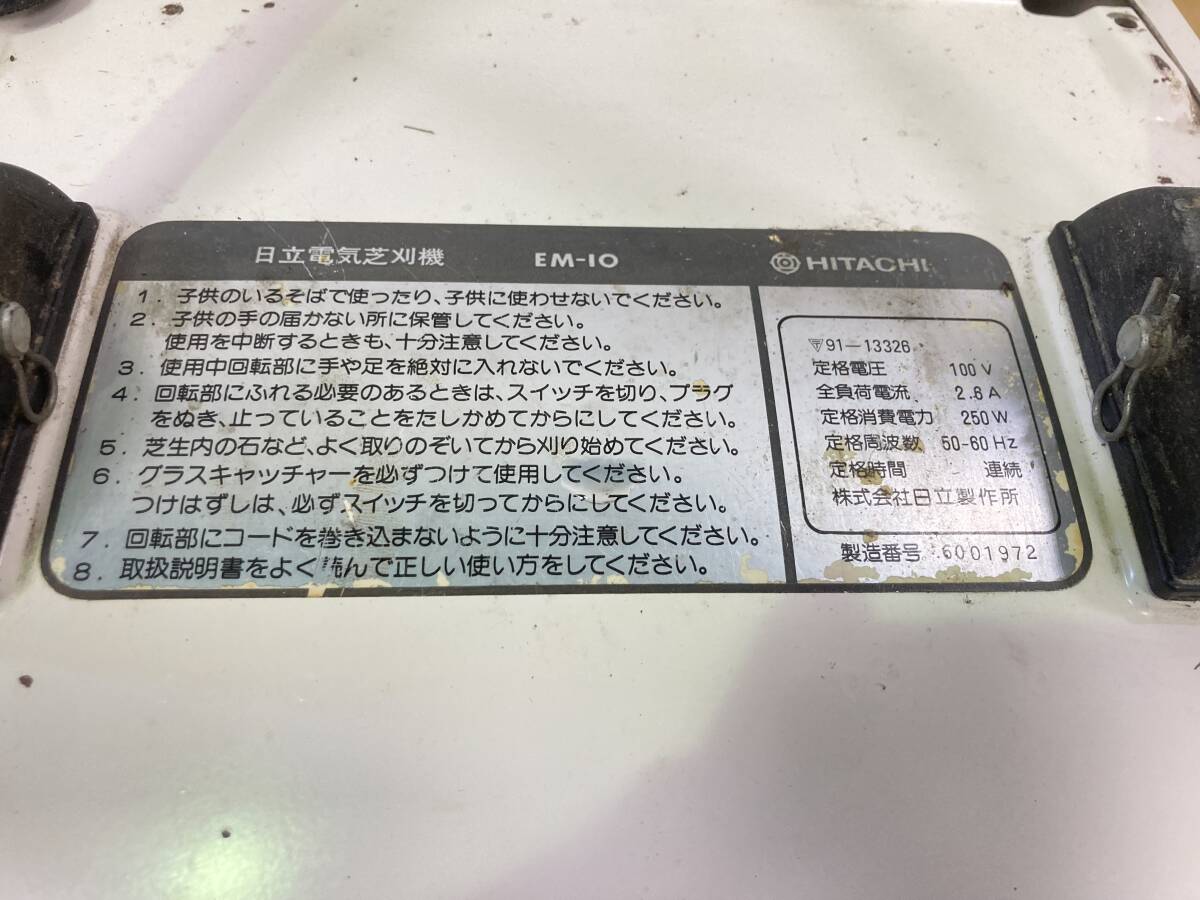 日立電気芝刈機 EM-10 HITACHI
1. 子供のいるそばで使ったり、子供に使わせないでください。
2. 子供の手の届かない所に保管してください。
使用を中断するときも、十分注意してください。
3. 使用中回転部に手や足を絶対に入れないでください。
4. 回転部にふれる必要のあるときは、スイッチを切り、プラグ
をぬき、止っていることをたしかめてからにしてください。
5. 芝生内の石など、よく取りのぞいてから刈り始めてください。
6. グラスキャッチャーを必ずつけて使用してください。
つけはずしは、必ずスイッチを切ってからにしてください。
7. 回転部にコードを巻き込まないように十分注意してください。
8. 取扱説明書をよく読んで正しい使い方をしてください。
91-13326
定格電圧 100V
全負荷電流 2.8A
定格消費電力 250W
定格周波数 50-60Hz
定格時間 連続
株式会社日立製作所
製造番号 6001972